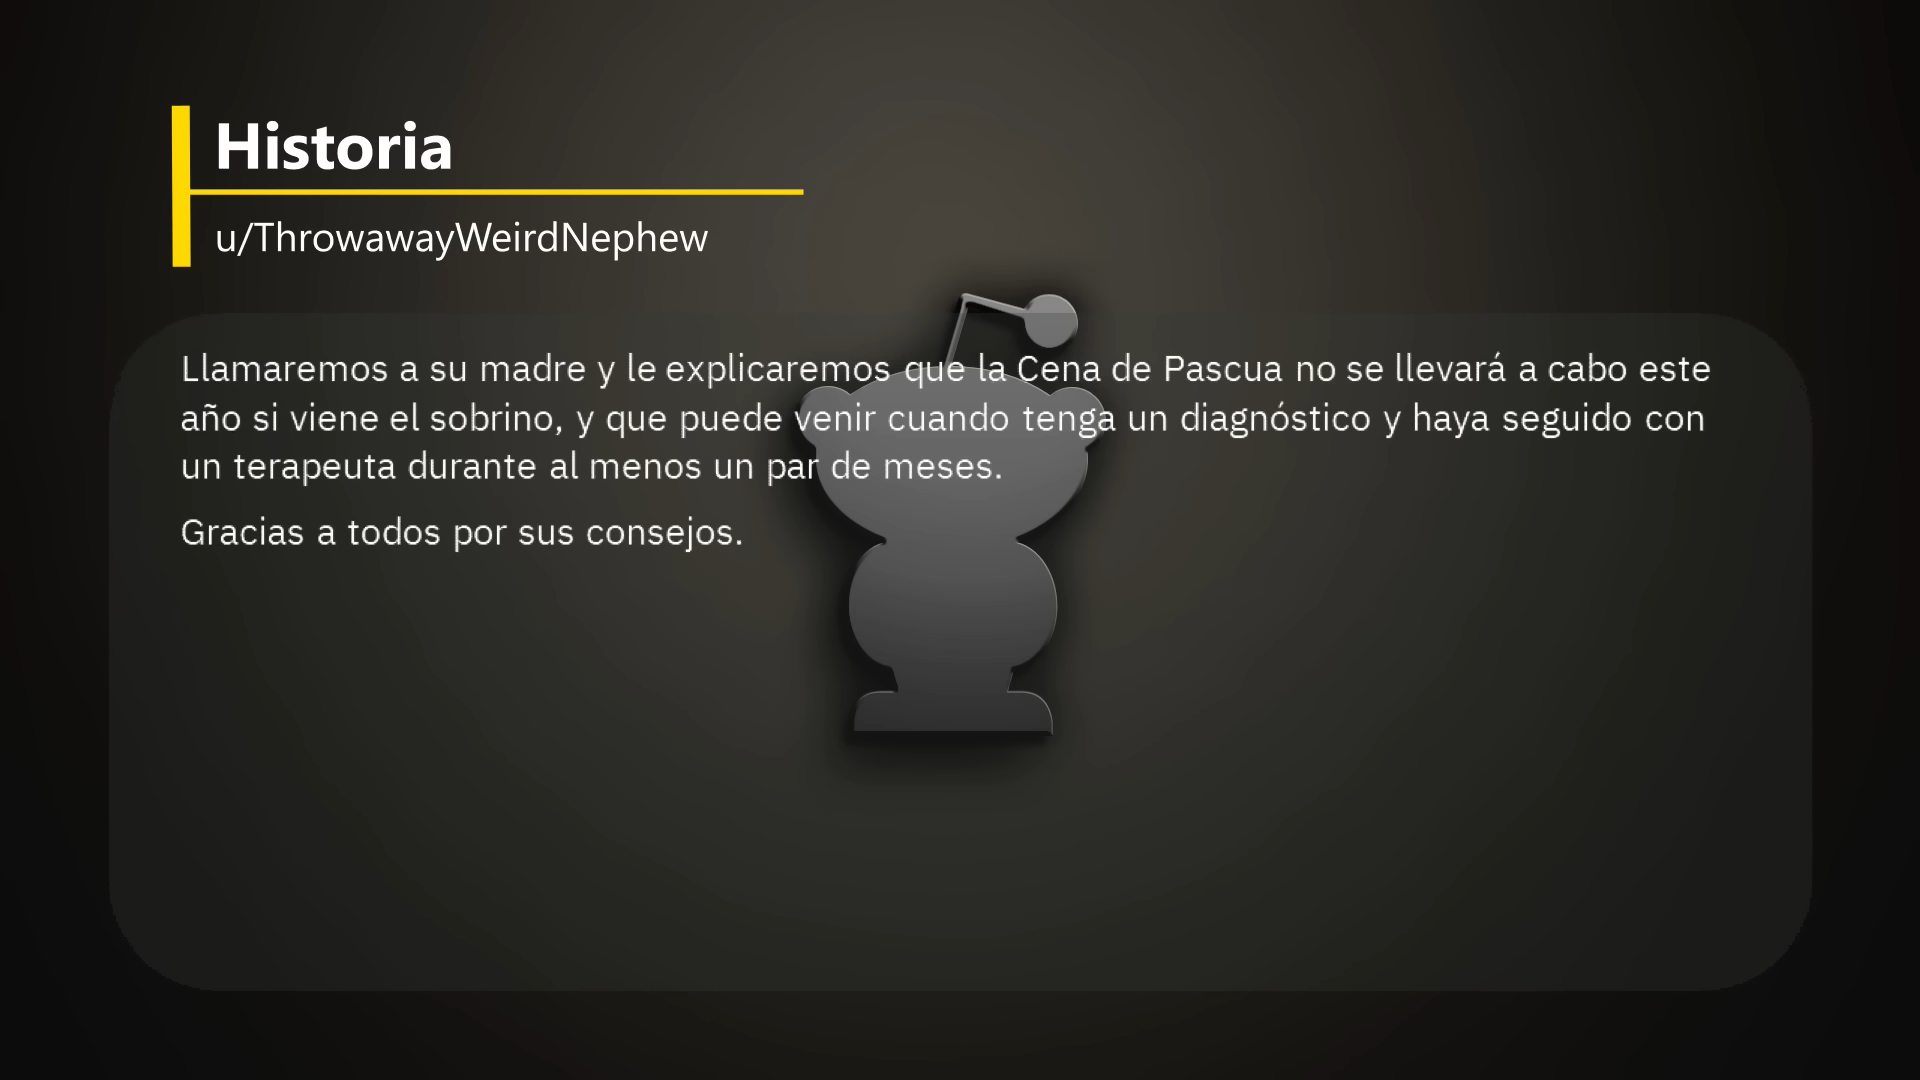 Historia
u/ThrowawayWeirdNephew
Llamaremos a su madre y le explicaremos que la Cena de Pascua no se llevará a cabo este
año si viene el sobrino, y que puede venir cuando tenga un diagnóstico y haya seguido con
un terapeuta durante al menos un par de meses.
Gracias a todos por sus consejos.